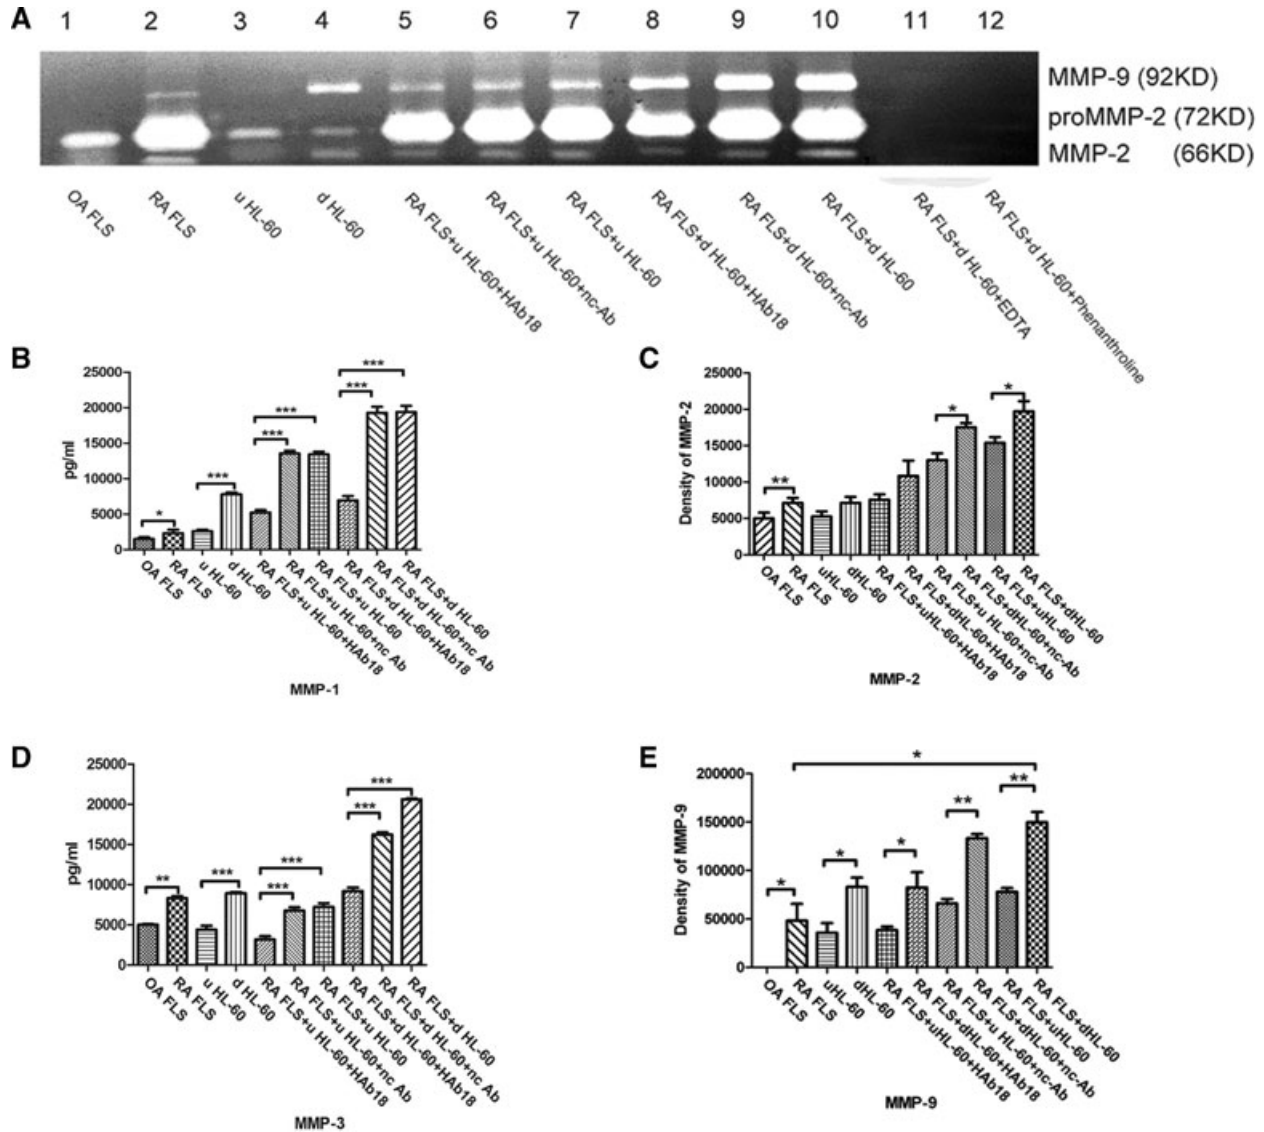 A 1 2 3 4 5 6 7 8 9 10 11 12
MMP-9 (92KD)
proMMP-2 (72KD)
MMP-2 (66KD)
OA FLS
RA FLS
u HL-60
d HL-60
RA FLS+u HL-60+HAb18
RA FLS+u HL-60+nc-Ab
RA FLS+u HL-60
RA FLS+d HL-60+HAb18
RA FLS+d HL-60+nc-Ab
RA FLS+d HL-60
RA FLS+d HL-60+EDTA
RA FLS+d HL-60+Phenanthroline
B
25000
20000
15000
10000
5000
0
pg/ml
*
***
***
***
***
***
OA FLS
RA FLS
u HL-60
d HL-60
RA FLS+u HL-60+HAb18
RA FLS+u HL-60+nc Ab
RA FLS+u HL-60
RA FLS+d HL-60+HAb18
RA FLS+d HL-60+nc Ab
RA FLS+d HL-60
MMP-1
C
25000
20000
15000
10000
5000
0
Density of MMP-2
**
*
*
OA FLS
RA FLS
uHL-60
dHL-60
RA FLS+uHL-60+HAb18
RA FLS+dHL-60+HAb18
RA FLS+u HL-60+nc-Ab
RA FLS+dHL-60+nc-Ab
RA FLS+uHL-60
RA FLS+dHL-60
MMP-2
D
25000
20000
15000
10000
5000
0
pg/ml
**
***
***
***
***
***
OA FLS
RA FLS
u HL-60
d HL-60
RA FLS+u HL-60+HAb18
RA FLS+u HL-60+nc Ab
RA FLS+u HL-60
RA FLS+d HL-60+HAb18
RA FLS+d HL-60+nc Ab
RA FLS+d HL-60
MMP-3
E
200000
150000
100000
50000
0
Density of MMP-9
*
*
*
**
**
*
OA FLS
RA FLS
uHL-60
dHL-60
RA FLS+uHL-60+HAb18
RA FLS+dHL-60+HAb18
RA FLS+u HL-60+nc-Ab
RA FLS+dHL-60+nc-Ab
RA FLS+uHL-60
RA FLS+dHL-60
MMP-9